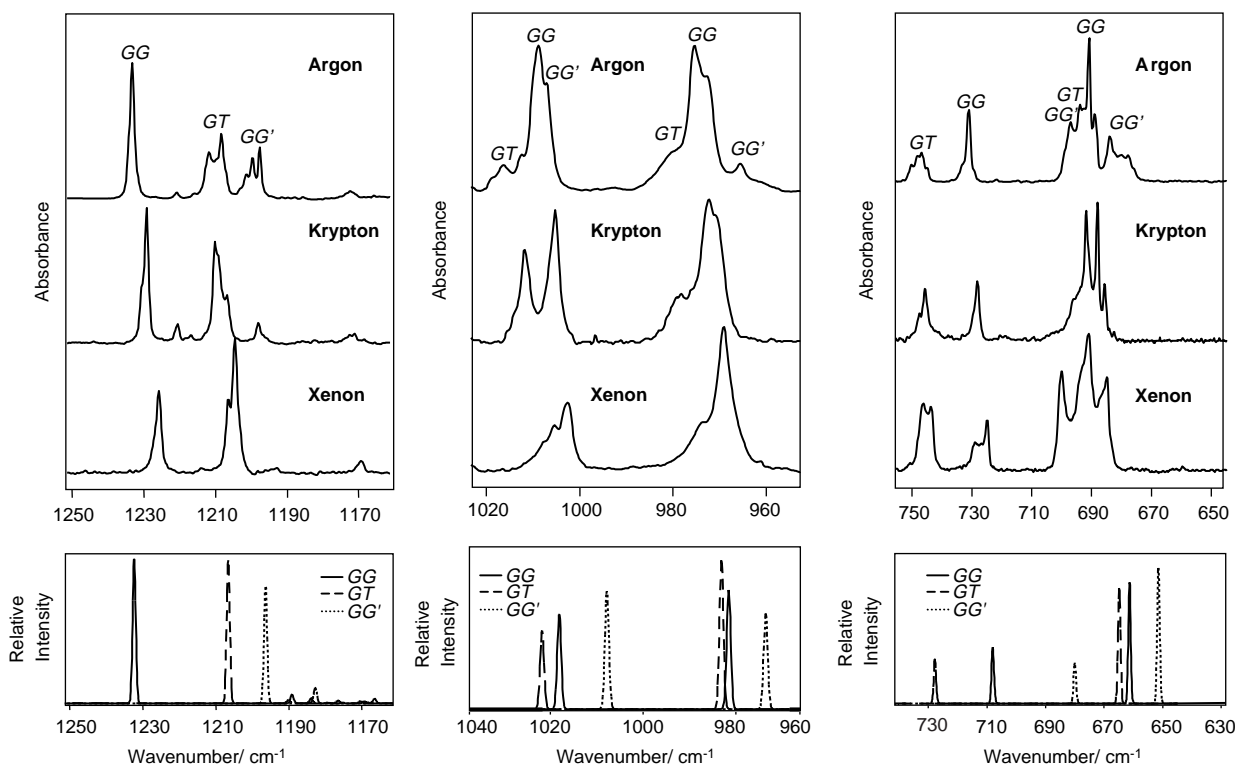 GG
GT
GG'
Argon
Krypton
Xenon
Absorbance
1250 1230 1210 1190 1170
GG
GG'
GT
GG
GT
GG'
Argon
Krypton
Xenon
Absorbance
1020 1000 980 960
GT
GG
GG'
GT
GG
GG'
Argon
Krypton
Xenon
Absorbance
750 730 710 690 670 650
Relative
Intensity
GG
GT
GG'
1250 1230 1210 1190 1170
Wavenumber/ cm-1
Relative
Intensity
GG
GT
GG'
1040 1020 1000 980 960
Wavenumber/ cm-1
Relative
Intensity
GG
GT
GG'
730 710 690 670 650 630
Wavenumber/ cm-1